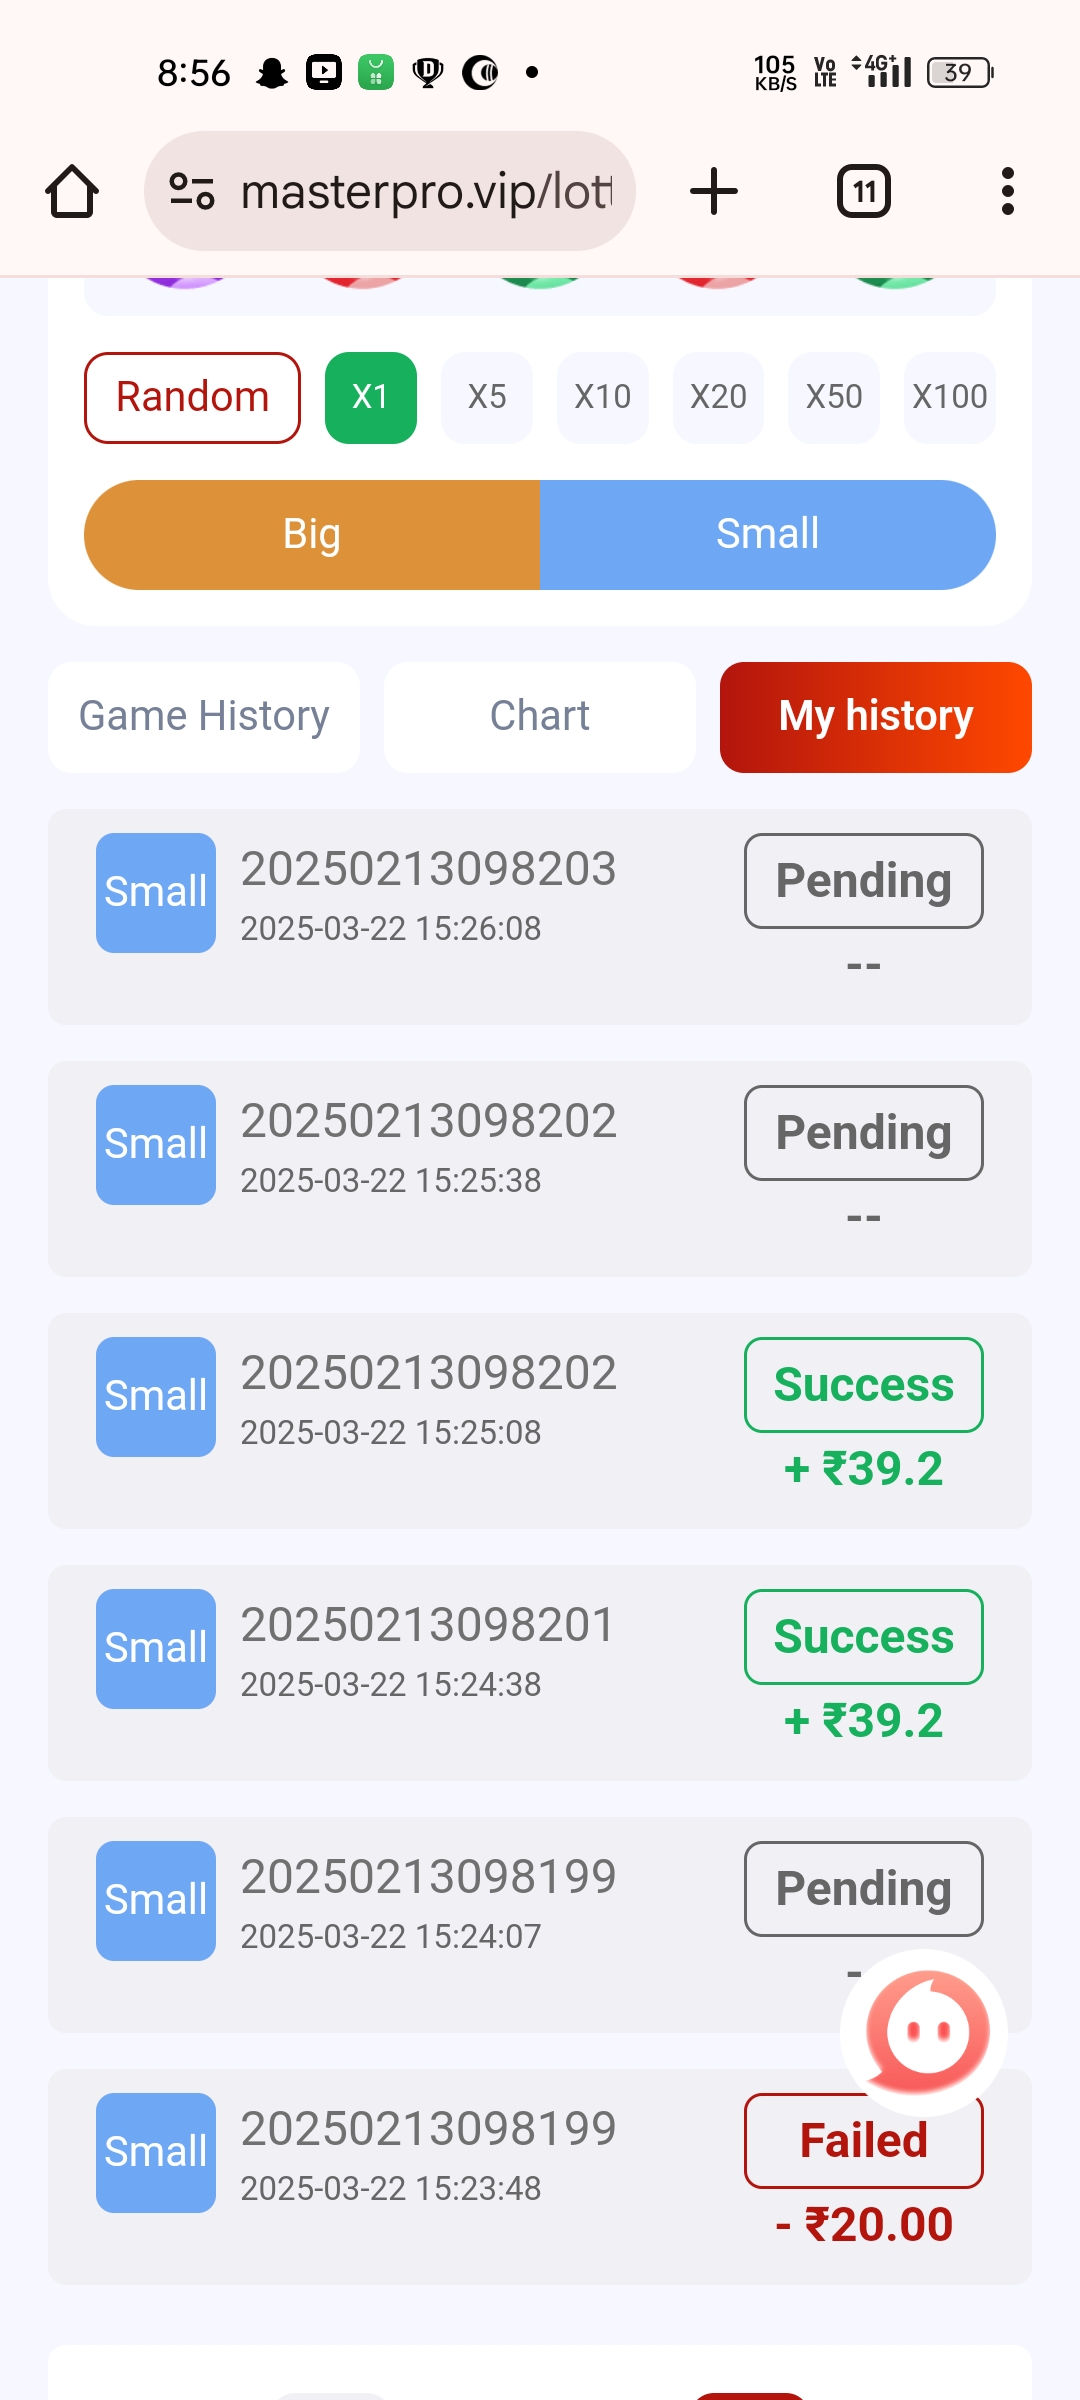 8:56
105 KB/S Vo LTE 4G+ 39
masterpro.vip/lott
11
Random X1 X5 X10 X20 X50 X100
Big Small
Game History Chart My history
Small 20250213098203 Pending
2025-03-22 15:26:08
--
Small 20250213098202 Pending
2025-03-22 15:25:38
--
Small 20250213098202 Success
2025-03-22 15:25:08
+ ₹39.2
Small 20250213098201 Success
2025-03-22 15:24:38
+ ₹39.2
Small 20250213098199 Pending
2025-03-22 15:24:07
-
Small 20250213098199 Failed
2025-03-22 15:23:48
- ₹20.00